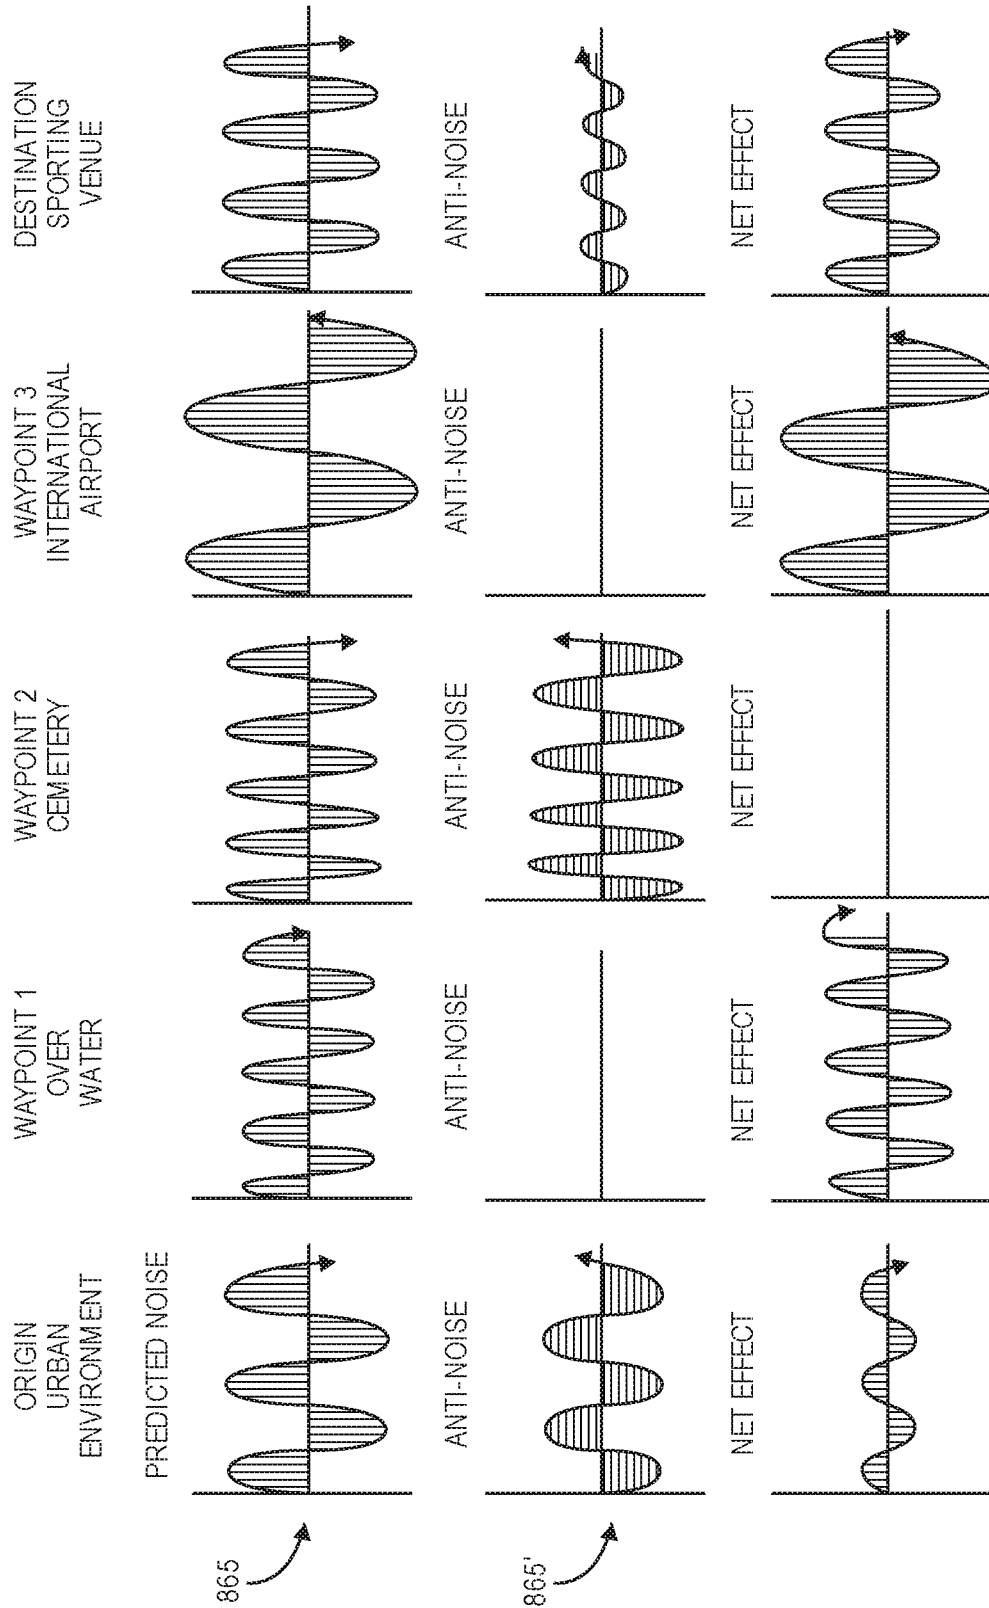 ORIGIN
URBAN
ENVIRONMENT
WAYPOINT 1
OVER
WATER
WAYPOINT 2
CEMETERY
WAYPOINT 3
INTERNATIONAL
AIRPORT
DESTINATION
SPORTING
VENUE
PREDICTED NOISE
865
ANTI-NOISE
ANTI-NOISE
ANTI-NOISE
ANTI-NOISE
ANTI-NOISE
865'
NET EFFECT
NET EFFECT
NET EFFECT
NET EFFECT
NET EFFECT